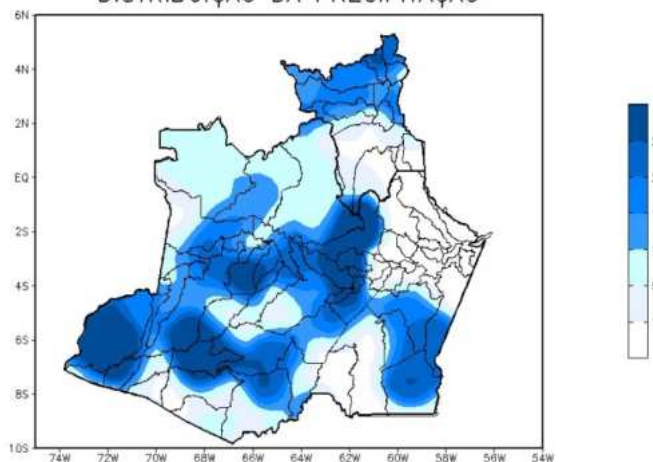 DISTRIBUIÇÃO DA PRECIPITAÇÃO
6N
4N
2N
EQ
2S
4S
6S
8S
10S
74W 72W 70W 68W 66W 64W 62W 60W 58W 56W 54W